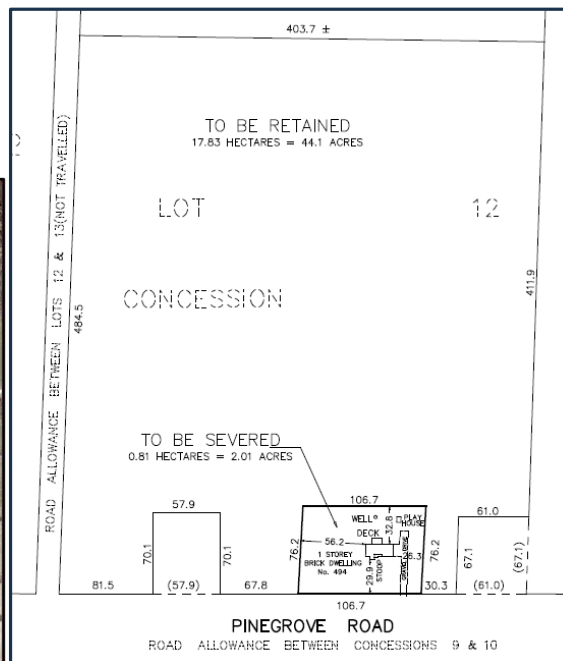 403.7 ±
TO BE RETAINED
17.83 HECTARES = 44.1 ACRES
LOT 12
CONCESSION
ROAD ALLOWANCE BETWEEN LOTS 12 & 13(NOT TRAVELLED)
484.5
411.9
TO BE SEVERED
0.81 HECTARES = 2.01 ACRES
57.9
106.7
61.0
WELL
PLAY
HOUSE
32.8
DECK
56.2
70.1
70.1
76.2
1 STOREY
BRICK DWELLING
No. 494
29.9
STOOP
26.3
76.2
67.1
(67.1)
81.5
(57.9)
67.8
30.3
(61.0)
106.7
PINEGROVE ROAD
ROAD ALLOWANCE BETWEEN CONCESSIONS 9 & 10